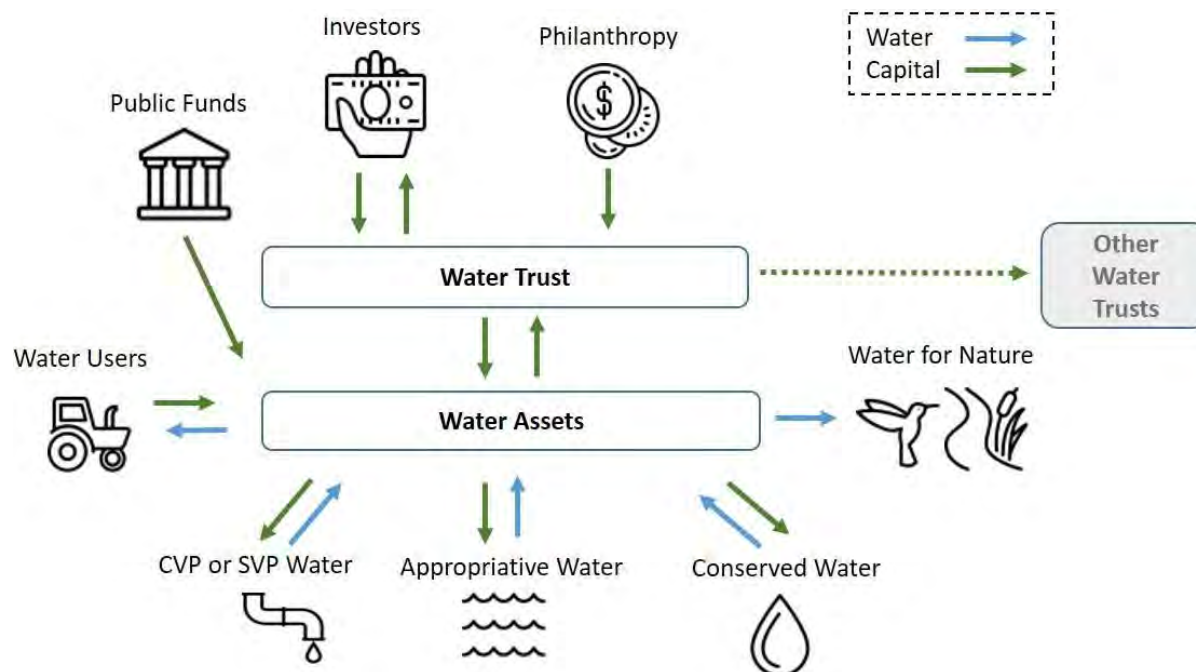 Investors
Philanthropy
Water
Capital
Public Funds
$
Water Trust
Other
Water
Trusts
Water Users
Water for Nature
Water Assets
CVP or SVP Water
Appropriative Water
Conserved Water